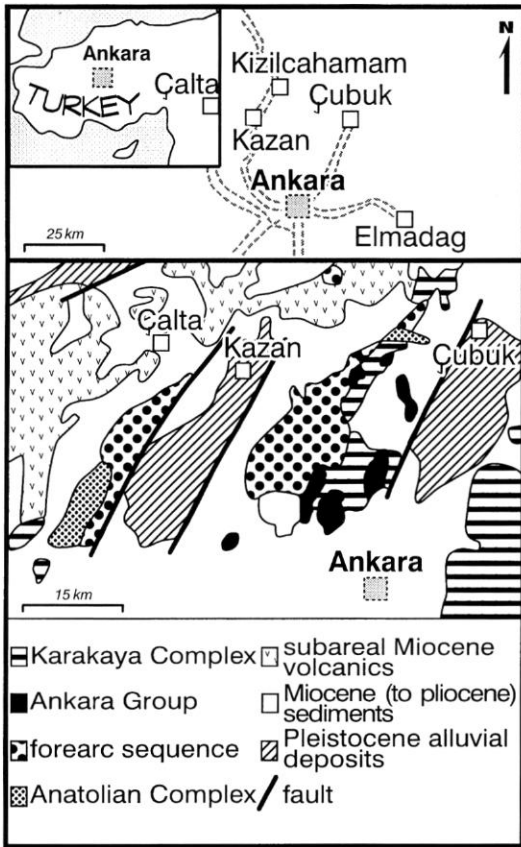 Ankara
TURKEY
Çalta
N
Kizilcahamam
Çubuk
Kazan
Ankara
Elmadag
25 km
Çalta
Kazan
Çubuk
Ankara
15 km
Karakaya Complex
Ankara Group
forearc sequence
Anatolian Complex
subareal Miocene
volcanics
Miocene (to pliocene)
sediments
Pleistocene alluvial
deposits
fault